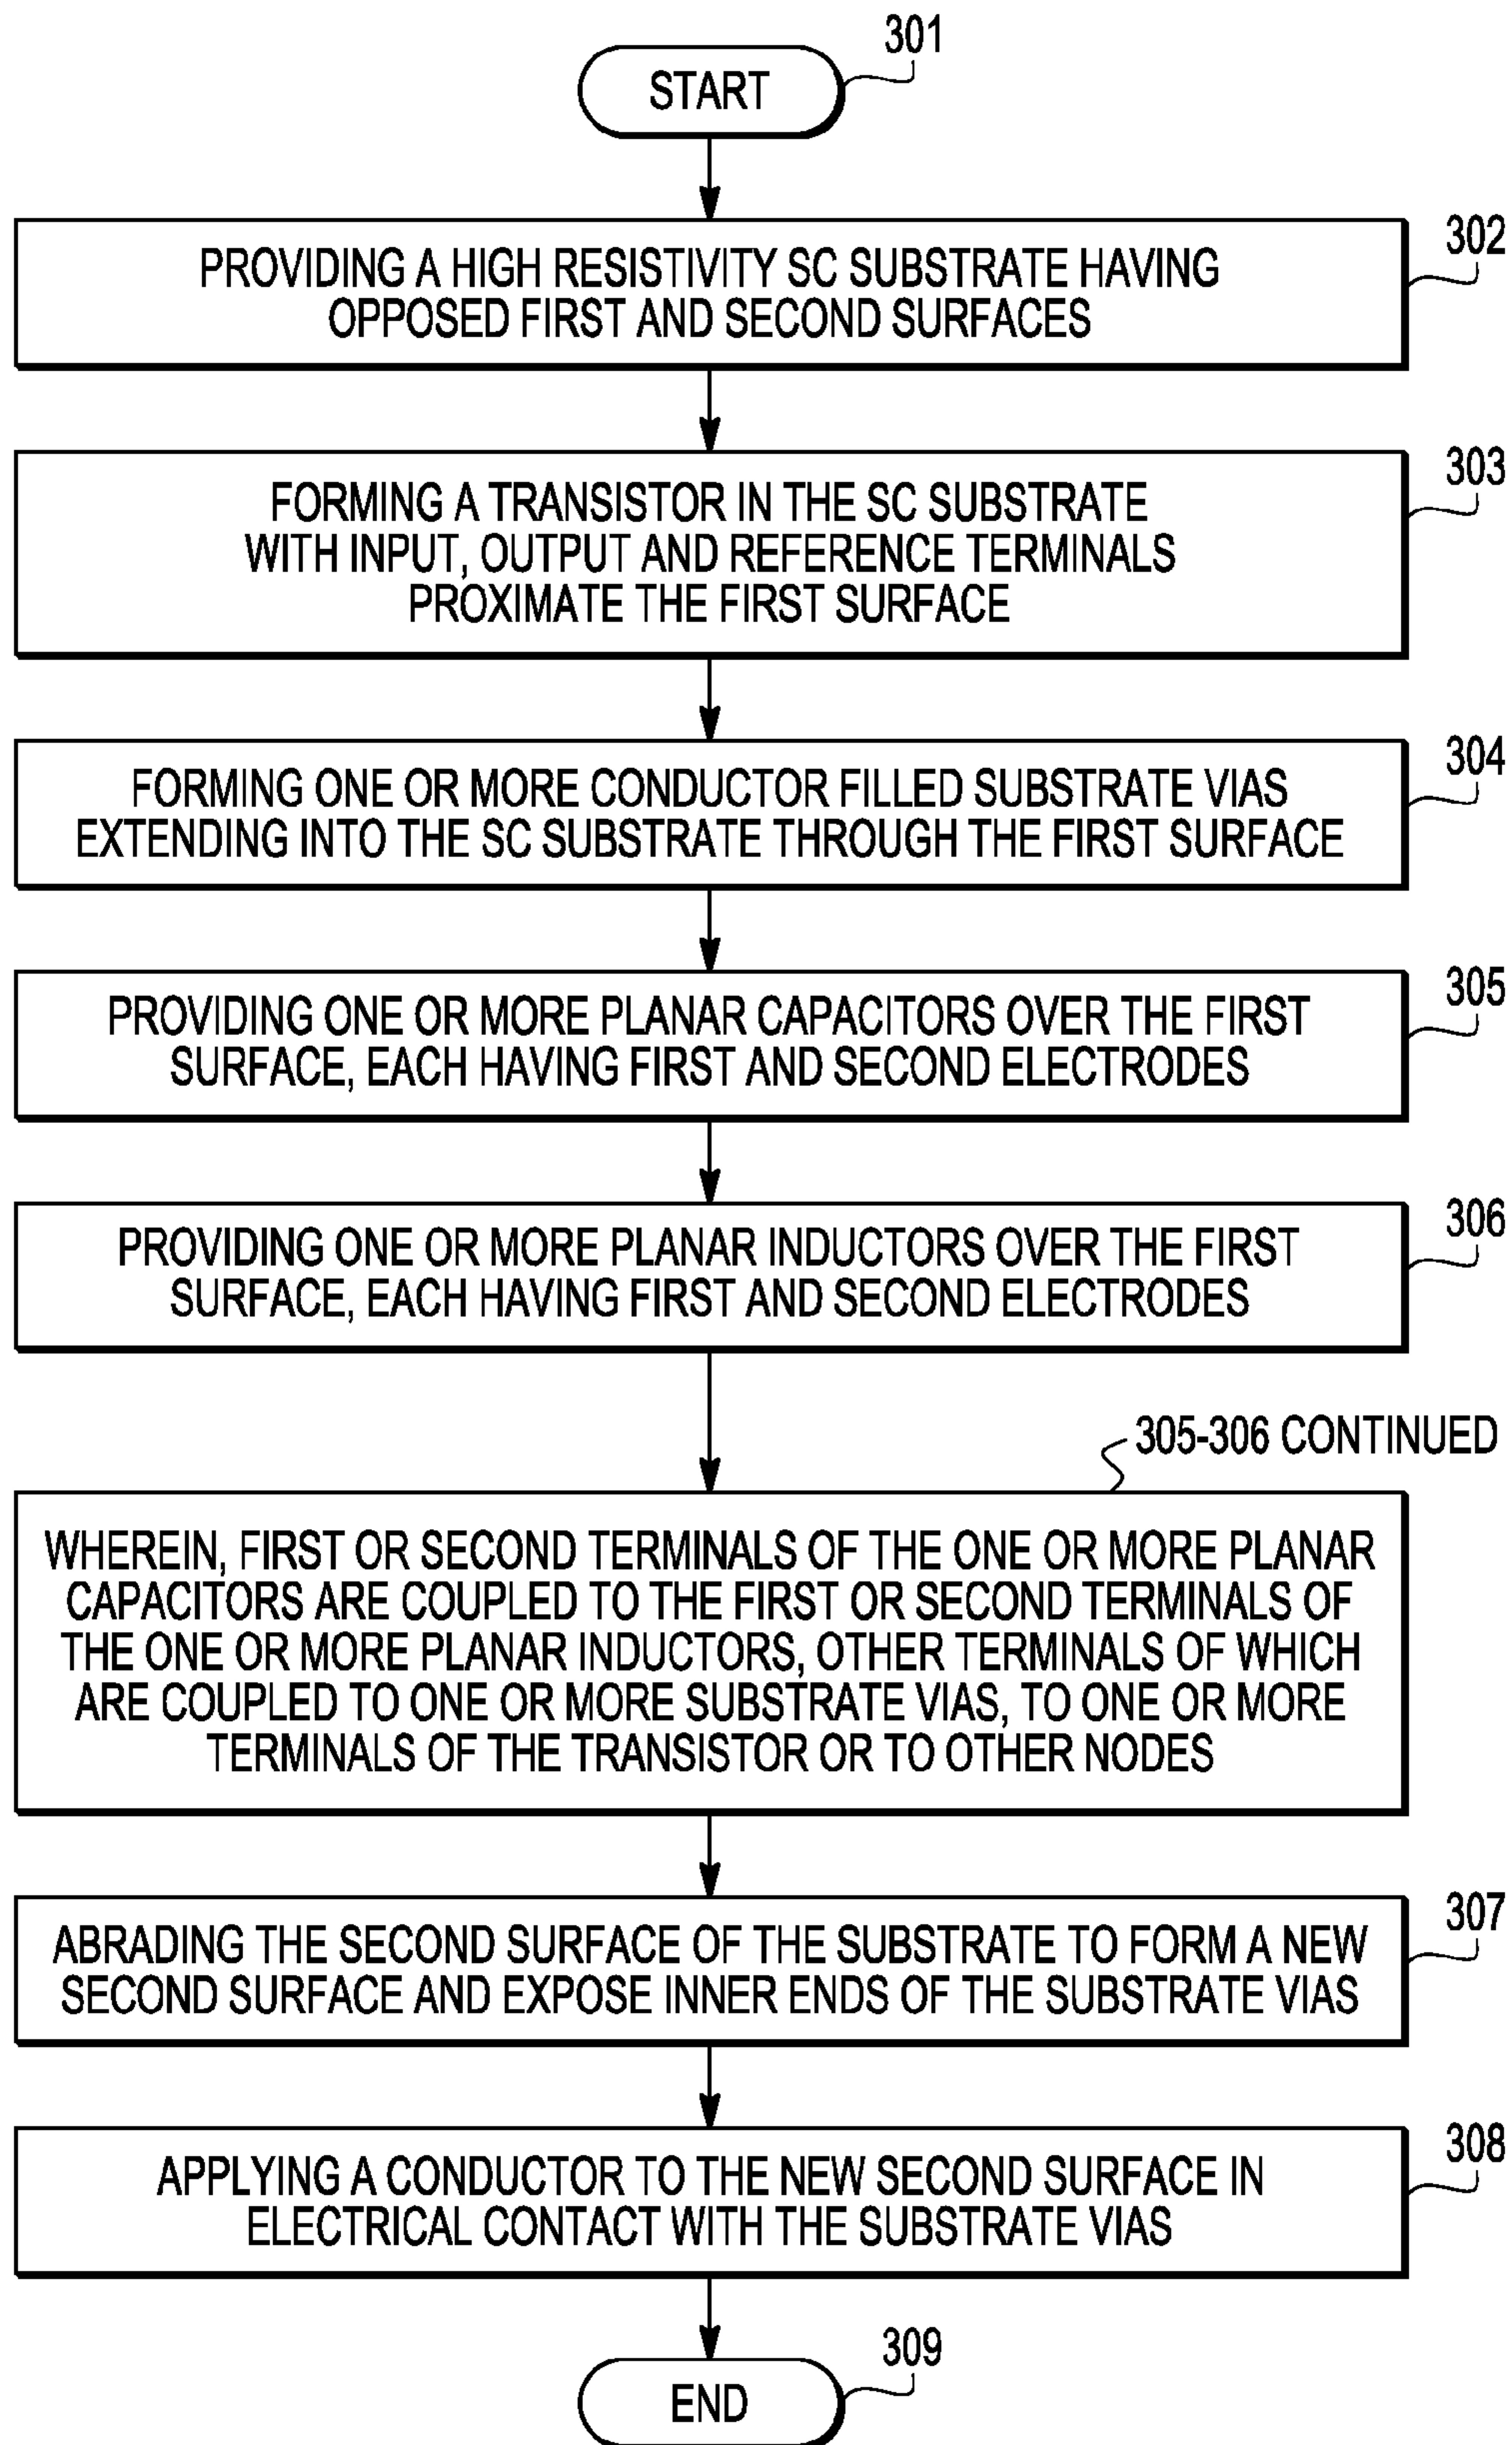 301
START
302
PROVIDING A HIGH RESISTIVITY SC SUBSTRATE HAVING
OPPOSED FIRST AND SECOND SURFACES
303
FORMING A TRANSISTOR IN THE SC SUBSTRATE
WITH INPUT, OUTPUT AND REFERENCE TERMINALS
PROXIMATE THE FIRST SURFACE
304
FORMING ONE OR MORE CONDUCTOR FILLED SUBSTRATE VIAS
EXTENDING INTO THE SC SUBSTRATE THROUGH THE FIRST SURFACE
305
PROVIDING ONE OR MORE PLANAR CAPACITORS OVER THE FIRST
SURFACE, EACH HAVING FIRST AND SECOND ELECTRODES
306
PROVIDING ONE OR MORE PLANAR INDUCTORS OVER THE FIRST
SURFACE, EACH HAVING FIRST AND SECOND ELECTRODES
305-306 CONTINUED
WHEREIN, FIRST OR SECOND TERMINALS OF THE ONE OR MORE PLANAR
CAPACITORS ARE COUPLED TO THE FIRST OR SECOND TERMINALS OF
THE ONE OR MORE PLANAR INDUCTORS, OTHER TERMINALS OF WHICH
ARE COUPLED TO ONE OR MORE SUBSTRATE VIAS, TO ONE OR MORE
TERMINALS OF THE TRANSISTOR OR TO OTHER NODES
307
ABRADING THE SECOND SURFACE OF THE SUBSTRATE TO FORM A NEW
SECOND SURFACE AND EXPOSE INNER ENDS OF THE SUBSTRATE VIAS
308
APPLYING A CONDUCTOR TO THE NEW SECOND SURFACE IN
ELECTRICAL CONTACT WITH THE SUBSTRATE VIAS
309
END